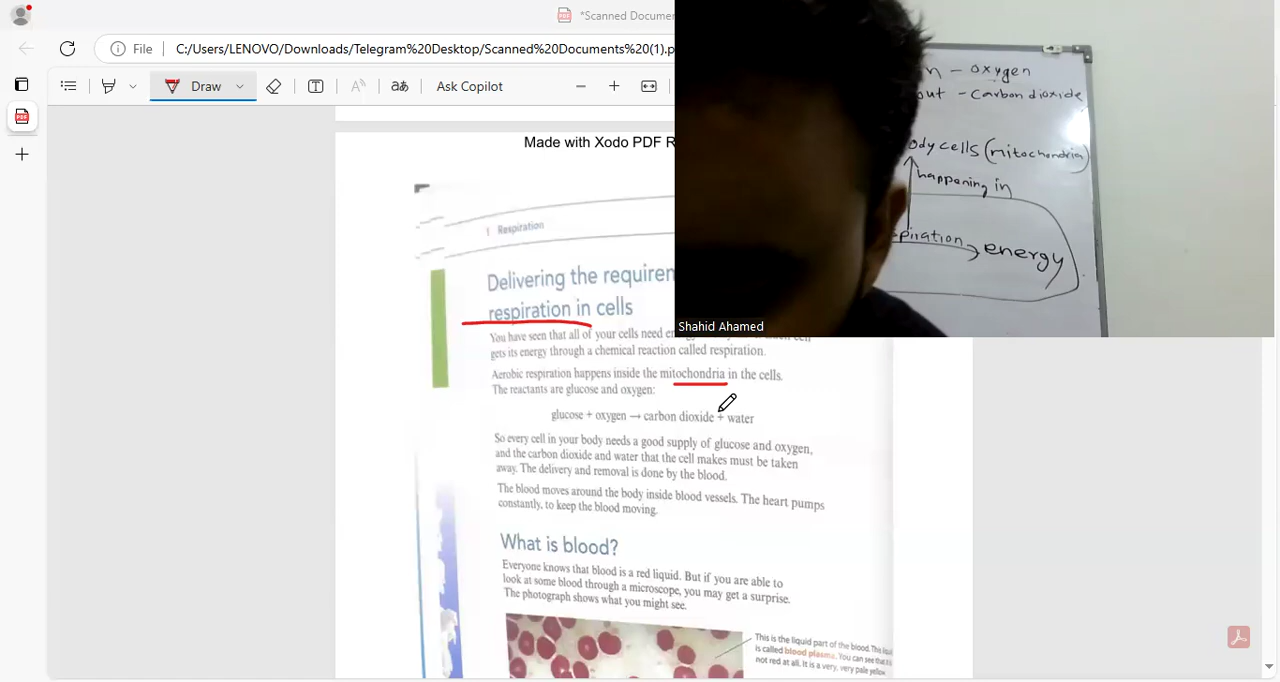 *Scanned Documen
File
C:/Users/LENOVO/Downloads/Telegram%20Desktop/Scanned%20Documents%20(1).p
Draw
aあ
Ask Copilot
Made with Xodo PDF R
1 Respiration
Delivering the requirem
respiration in cells
You have seen that all of your cells need
gets its energy through a chemical reaction called respiration.
Aerobic respiration happens inside the mitochondria in the cells.
The reactants are glucose and oxygen:
glucose + oxygen → carbon dioxide + water
So every cell in your body needs a good supply of glucose and oxygen,
and the carbon dioxide and water that the cell makes must be taken
away. The delivery and removal is done by the blood.
The blood moves around the body inside blood vessels. The heart pumps
constantly, to keep the blood moving.
What is blood?
Everyone knows that blood is a red liquid. But if you are able to
look at some blood through a microscope, you may get a surprise.
The photograph shows what you might see.
This is the liquid part of the blood. This
is called blood plasma. You can see that
not red at all. It is a very, very pale yellow
n - oxygen
out - Carbon dioxide
ody cells (mitochondria)
happening in
piration → energy
Shahid Ahamed